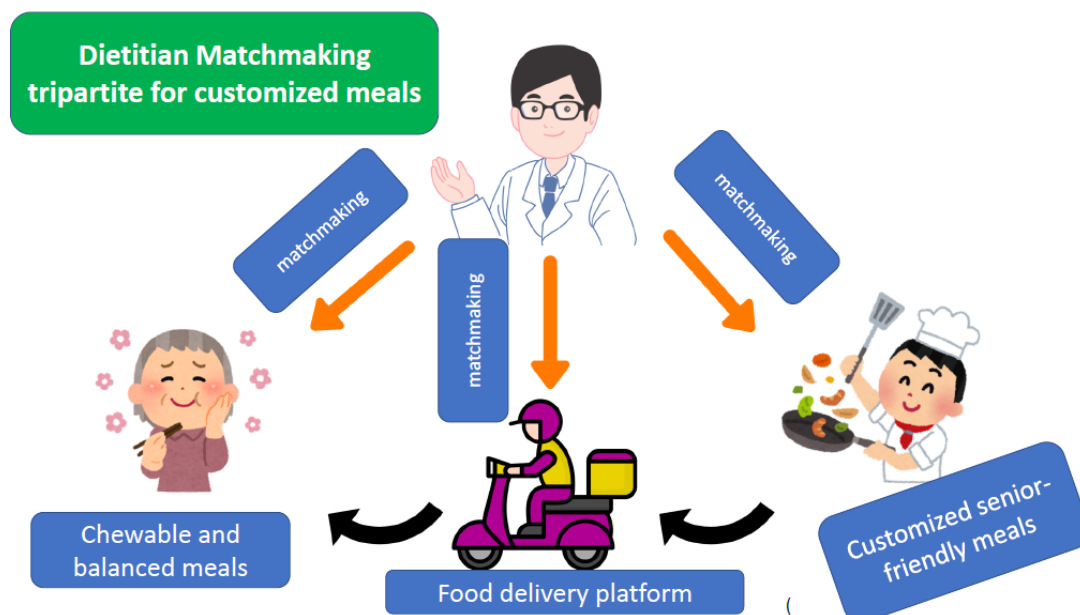 Dietitian Matchmaking
tripartite for customized meals
matchmaking
matchmaking
matchmaking
Chewable and
balanced meals
Food delivery platform
Customized senior-
friendly meals
(